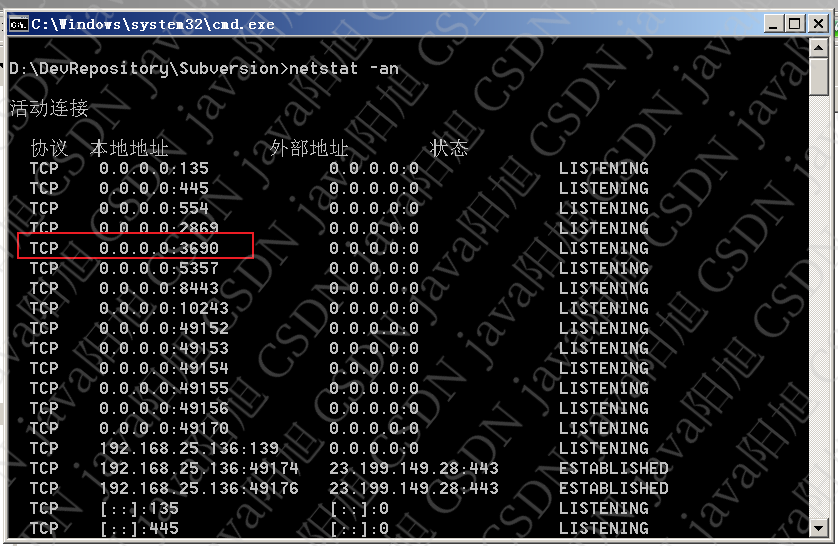 C:\Windows\system32\cmd.exe
D:\DevRepository\Subversion>netstat -an
活动连接
协议 本地地址 外部地址 状态
TCP 0.0.0.0:135 0.0.0.0:0 LISTENING
TCP 0.0.0.0:445 0.0.0.0:0 LISTENING
TCP 0.0.0.0:554 0.0.0.0:0 LISTENING
TCP 0.0.0.0:2869 0.0.0.0:0 LISTENING
TCP 0.0.0.0:3690 0.0.0.0:0 LISTENING
TCP 0.0.0.0:5357 0.0.0.0:0 LISTENING
TCP 0.0.0.0:8443 0.0.0.0:0 LISTENING
TCP 0.0.0.0:10243 0.0.0.0:0 LISTENING
TCP 0.0.0.0:49152 0.0.0.0:0 LISTENING
TCP 0.0.0.0:49153 0.0.0.0:0 LISTENING
TCP 0.0.0.0:49154 0.0.0.0:0 LISTENING
TCP 0.0.0.0:49155 0.0.0.0:0 LISTENING
TCP 0.0.0.0:49156 0.0.0.0:0 LISTENING
TCP 0.0.0.0:49170 0.0.0.0:0 LISTENING
TCP 192.168.25.136:139 0.0.0.0:0 LISTENING
TCP 192.168.25.136:49174 23.199.149.28:443 ESTABLISHED
TCP 192.168.25.136:49176 23.199.149.28:443 ESTABLISHED
TCP [::]:135 [::]:0 LISTENING
TCP [::]:445 [::]:0 LISTENING
CSDN java阳旭